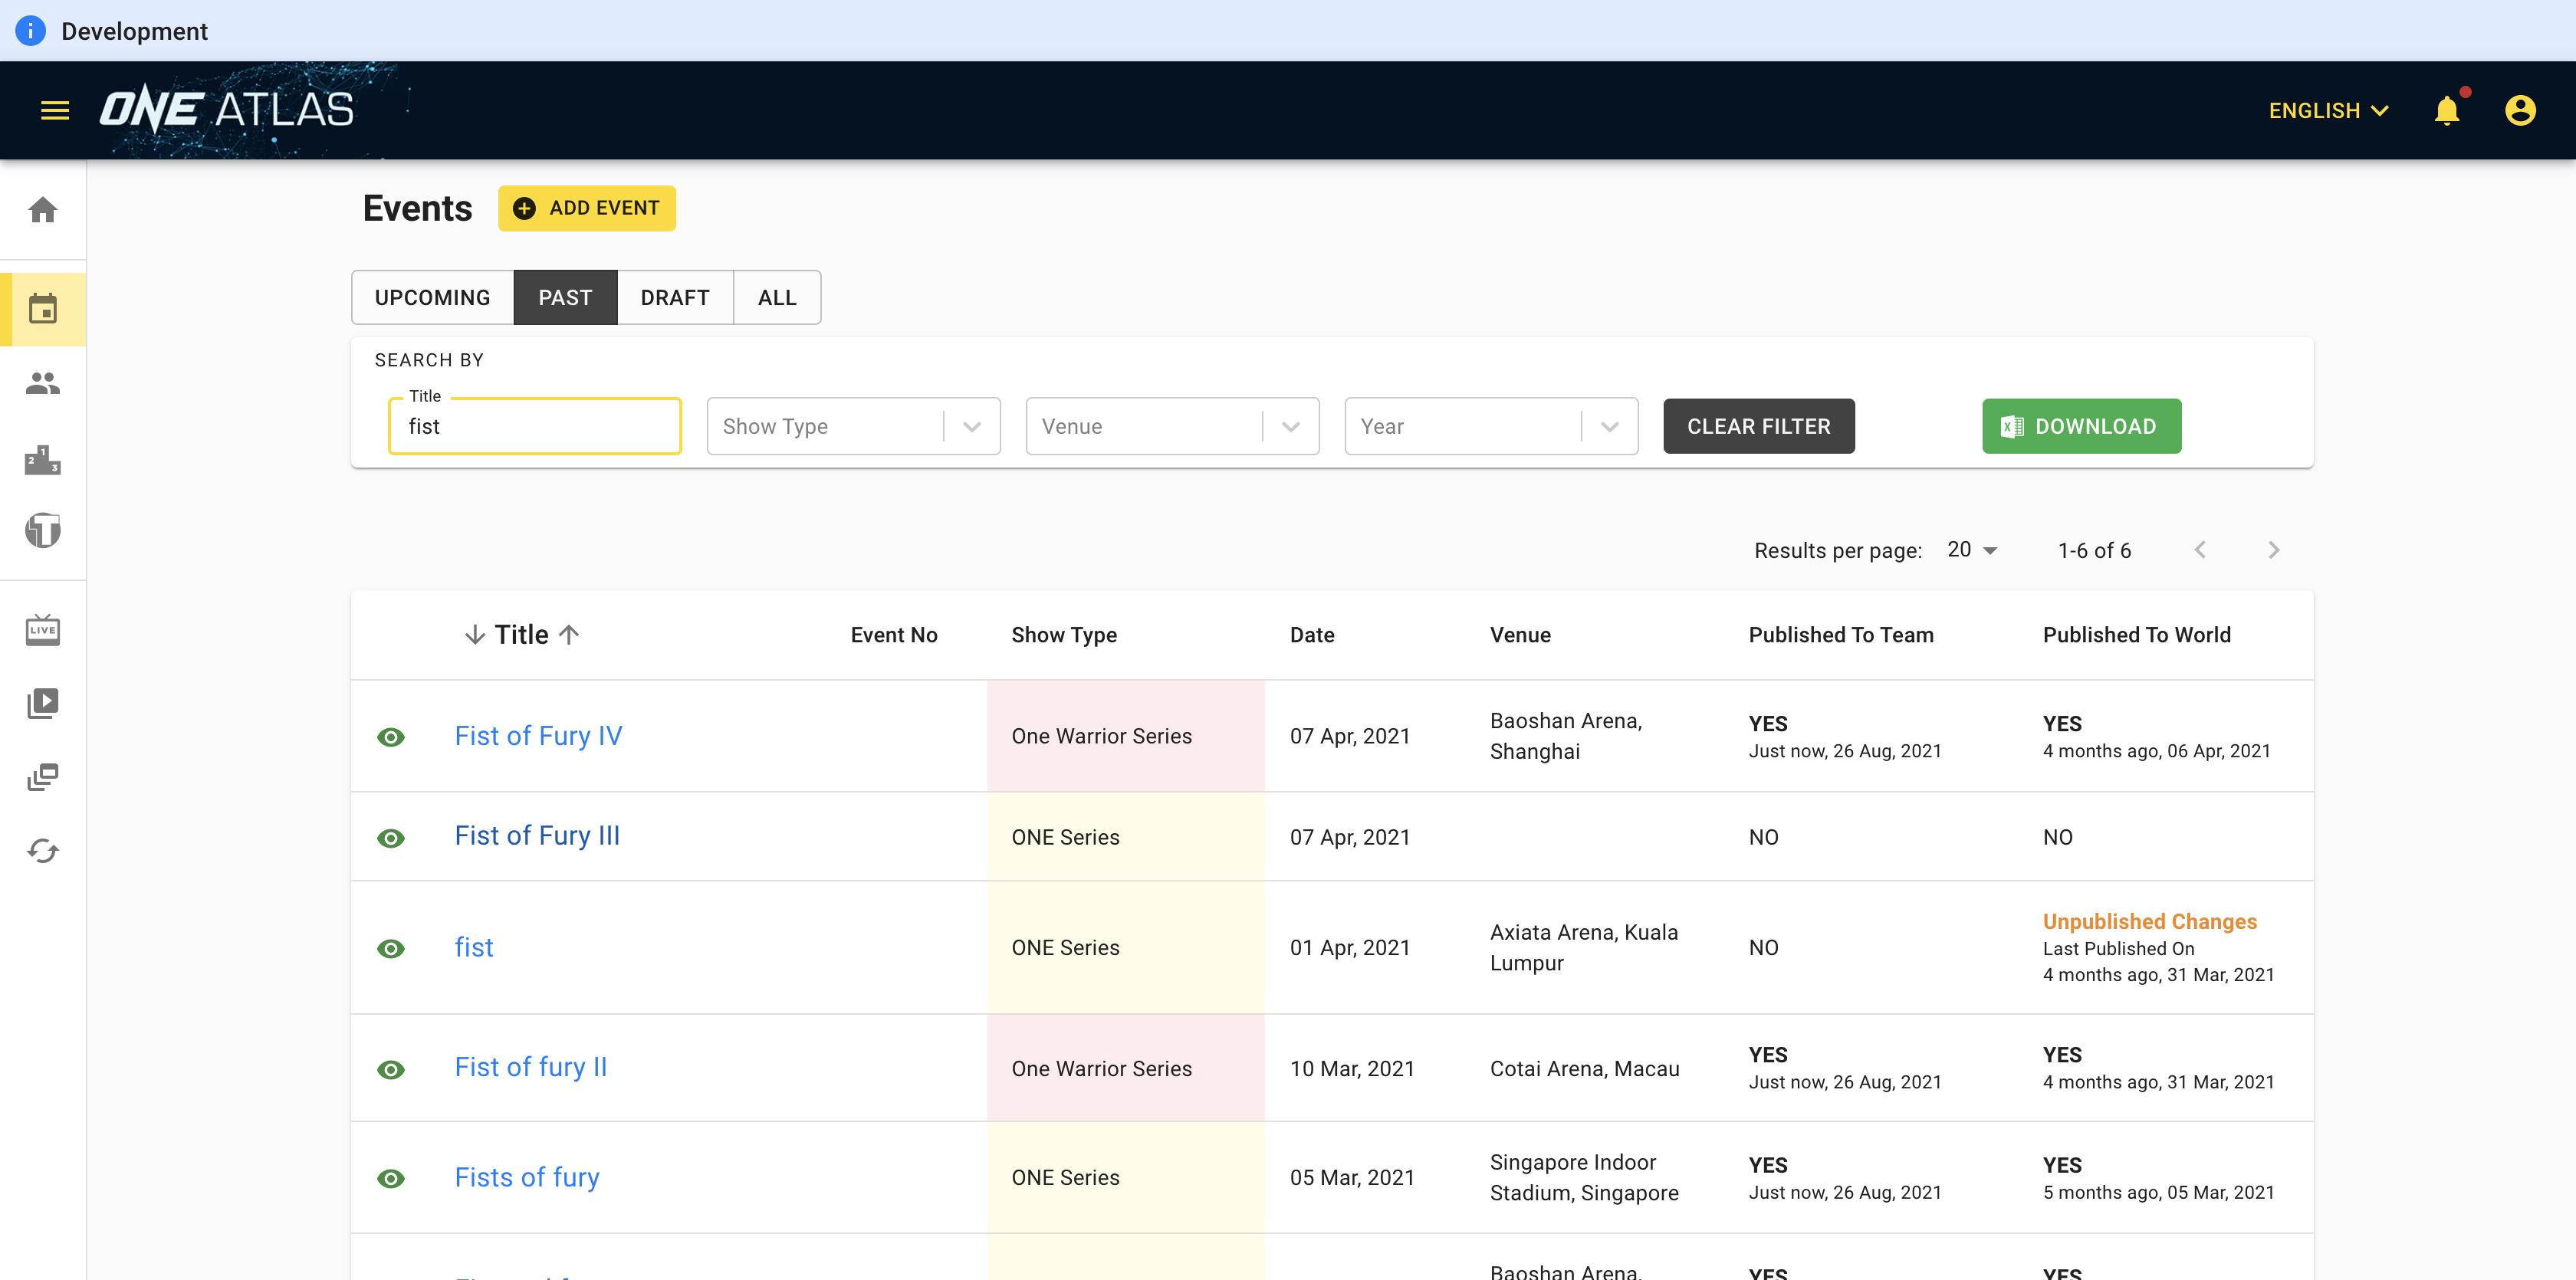 Development
ONE ATLAS
ENGLISH
Events
ADD EVENT
UPCOMING PAST DRAFT ALL
SEARCH BY
Title
fist
Show Type
Venue
Year
CLEAR FILTER
DOWNLOAD
Results per page: 20 1-6 of 6
Title Event No Show Type Date Venue Published To Team Published To World
Fist of Fury IV
One Warrior Series
07 Apr, 2021
Baoshan Arena,
Shanghai
YES
Just now, 26 Aug, 2021
YES
4 months ago, 06 Apr, 2021
Fist of Fury III
ONE Series
07 Apr, 2021
NO
NO
fist
ONE Series
01 Apr, 2021
Axiata Arena, Kuala
Lumpur
NO
Unpublished Changes
Last Published On
4 months ago, 31 Mar, 2021
Fist of fury II
One Warrior Series
10 Mar, 2021
Cotai Arena, Macau
YES
Just now, 26 Aug, 2021
YES
4 months ago, 31 Mar, 2021
Fists of fury
ONE Series
05 Mar, 2021
Singapore Indoor
Stadium, Singapore
YES
Just now, 26 Aug, 2021
YES
5 months ago, 05 Mar, 2021
Baoshan Arena,
YES
YES
LIVE